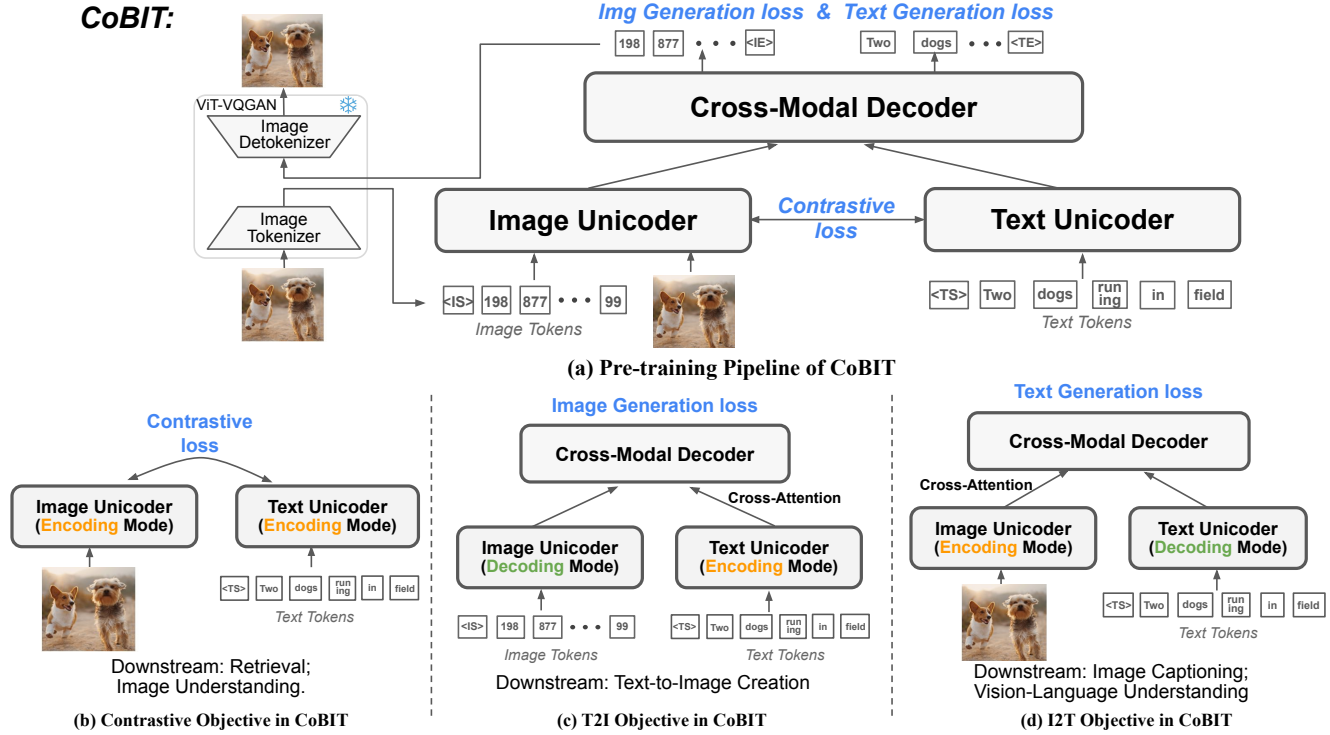 CoBIT:
Img Generation loss & Text Generation loss
198 877 • • • <IE>
Two dogs • • • <TE>
ViT-VQGAN
Image
Detokenizer
Cross-Modal Decoder
Image
Tokenizer
Image Unicoder
Contrastive
loss
Text Unicoder
<IS> 198 877 • • • 99
Image Tokens
<TS> Two dogs run
ing in field
Text Tokens
(a) Pre-training Pipeline of CoBIT
Contrastive
loss
Image Unicoder
(Encoding Mode)
Text Unicoder
(Encoding Mode)
<TS> Two dogs run
ing in field
Text Tokens
Downstream: Retrieval;
Image Understanding.
(b) Contrastive Objective in CoBIT
Image Generation loss
Cross-Modal Decoder
Cross-Attention
Image Unicoder
(Decoding Mode)
Text Unicoder
(Encoding Mode)
<IS> 198 877 • • • 99
Image Tokens
<TS> Two dogs run
ing in field
Text Tokens
Downstream: Text-to-Image Creation
(c) T2I Objective in CoBIT
Text Generation loss
Cross-Modal Decoder
Cross-Attention
Image Unicoder
(Encoding Mode)
Text Unicoder
(Decoding Mode)
<TS> Two dogs run
ing in field
Text Tokens
Downstream: Image Captioning;
Vision-Language Understanding
(d) I2T Objective in CoBIT